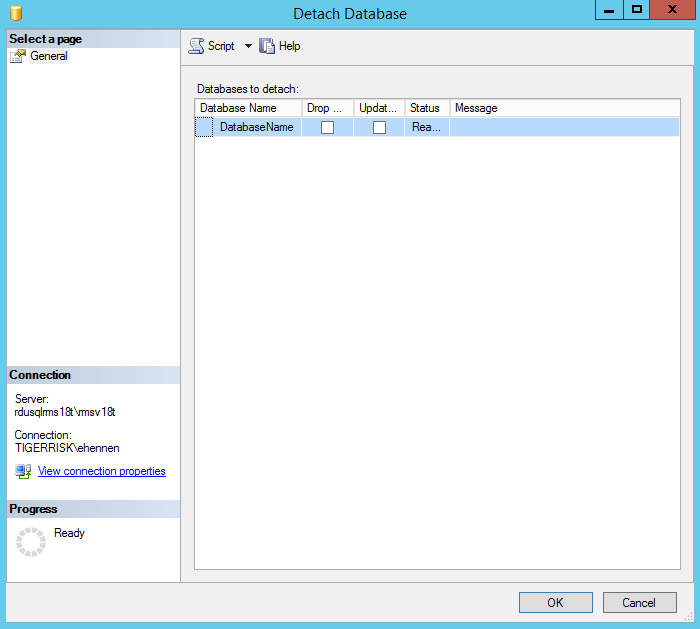 Detach Database
Select a page
General
Script
Help
Databases to detach:
Database Name Drop ... Updat... Status Message
DatabaseName Rea...
Connection
Server:
rdusqlrms18t\rmsv18t
Connection:
TIGERRISK\ehennen
View connection properties
Progress
Ready
OK
Cancel